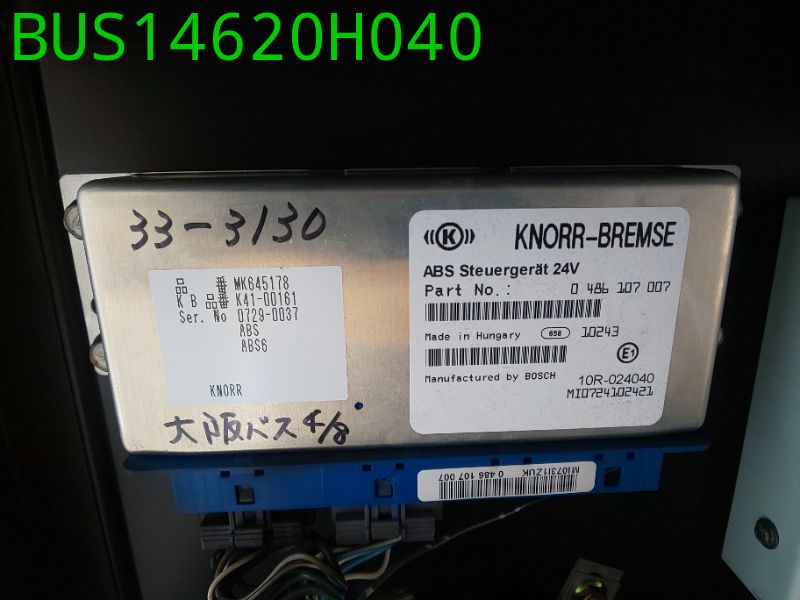 BUS14620H040
33-3130
品 番 MK645178
K B 品番 K41-00161
Ser. No 0729-0037
ABS
ABS6
KNORR
大阪バス 4/8
K KNORR-BREMSE
ABS Steuergerät 24V
Part No.: 0 486 107 007
Made in Hungary 658 10243
E1
Manufactured by BOSCH 10R-024040
MI0724102421
0 486 107 007